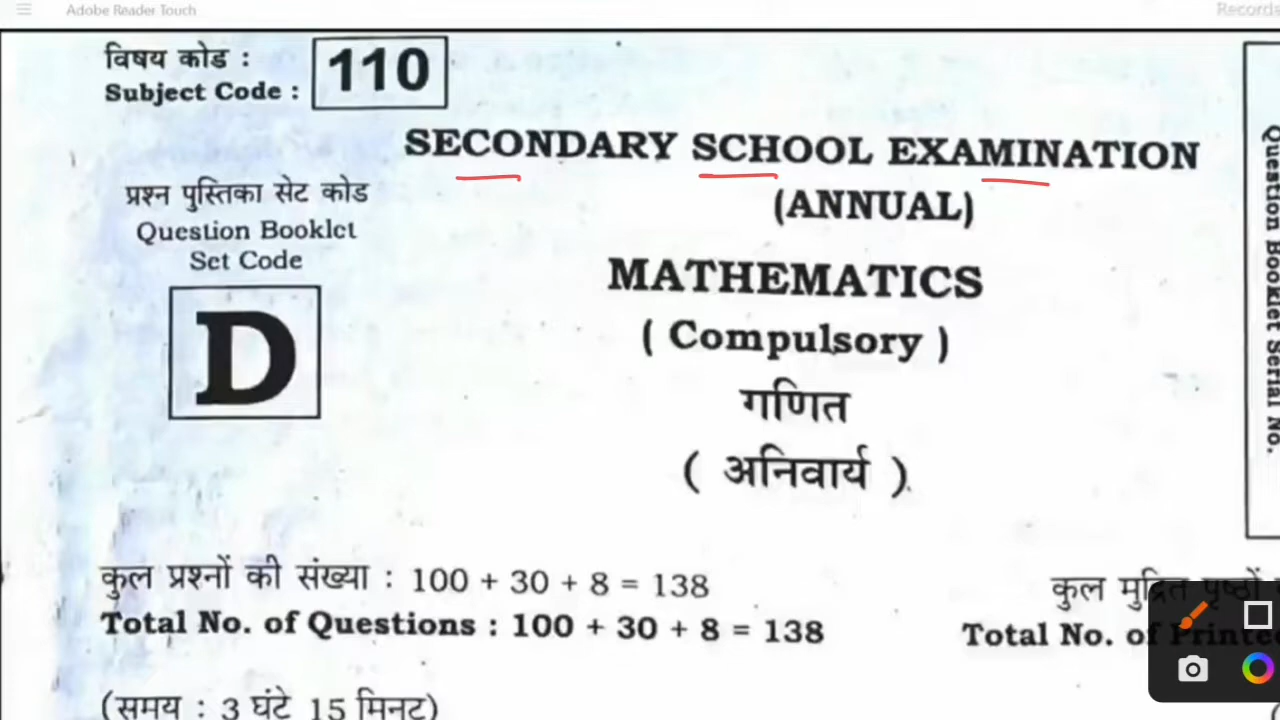 Adobe Reader Touch
Records
विषय कोड :
Subject Code :
110
SECONDARY SCHOOL EXAMINATION
(ANNUAL)
प्रश्न पुस्तिका सेट कोड
Question Booklet
Set Code
D
MATHEMATICS
( Compulsory )
गणित
( अनिवार्य )
Question Booklet Serial No.
कुल प्रश्नों की संख्या : 100 + 30 + 8 = 138
Total No. of Questions : 100 + 30 + 8 = 138
कुल मुद्रित पृष्ठों
Total No. of Printe
(समय : 3 घंटे 15 मिनट)